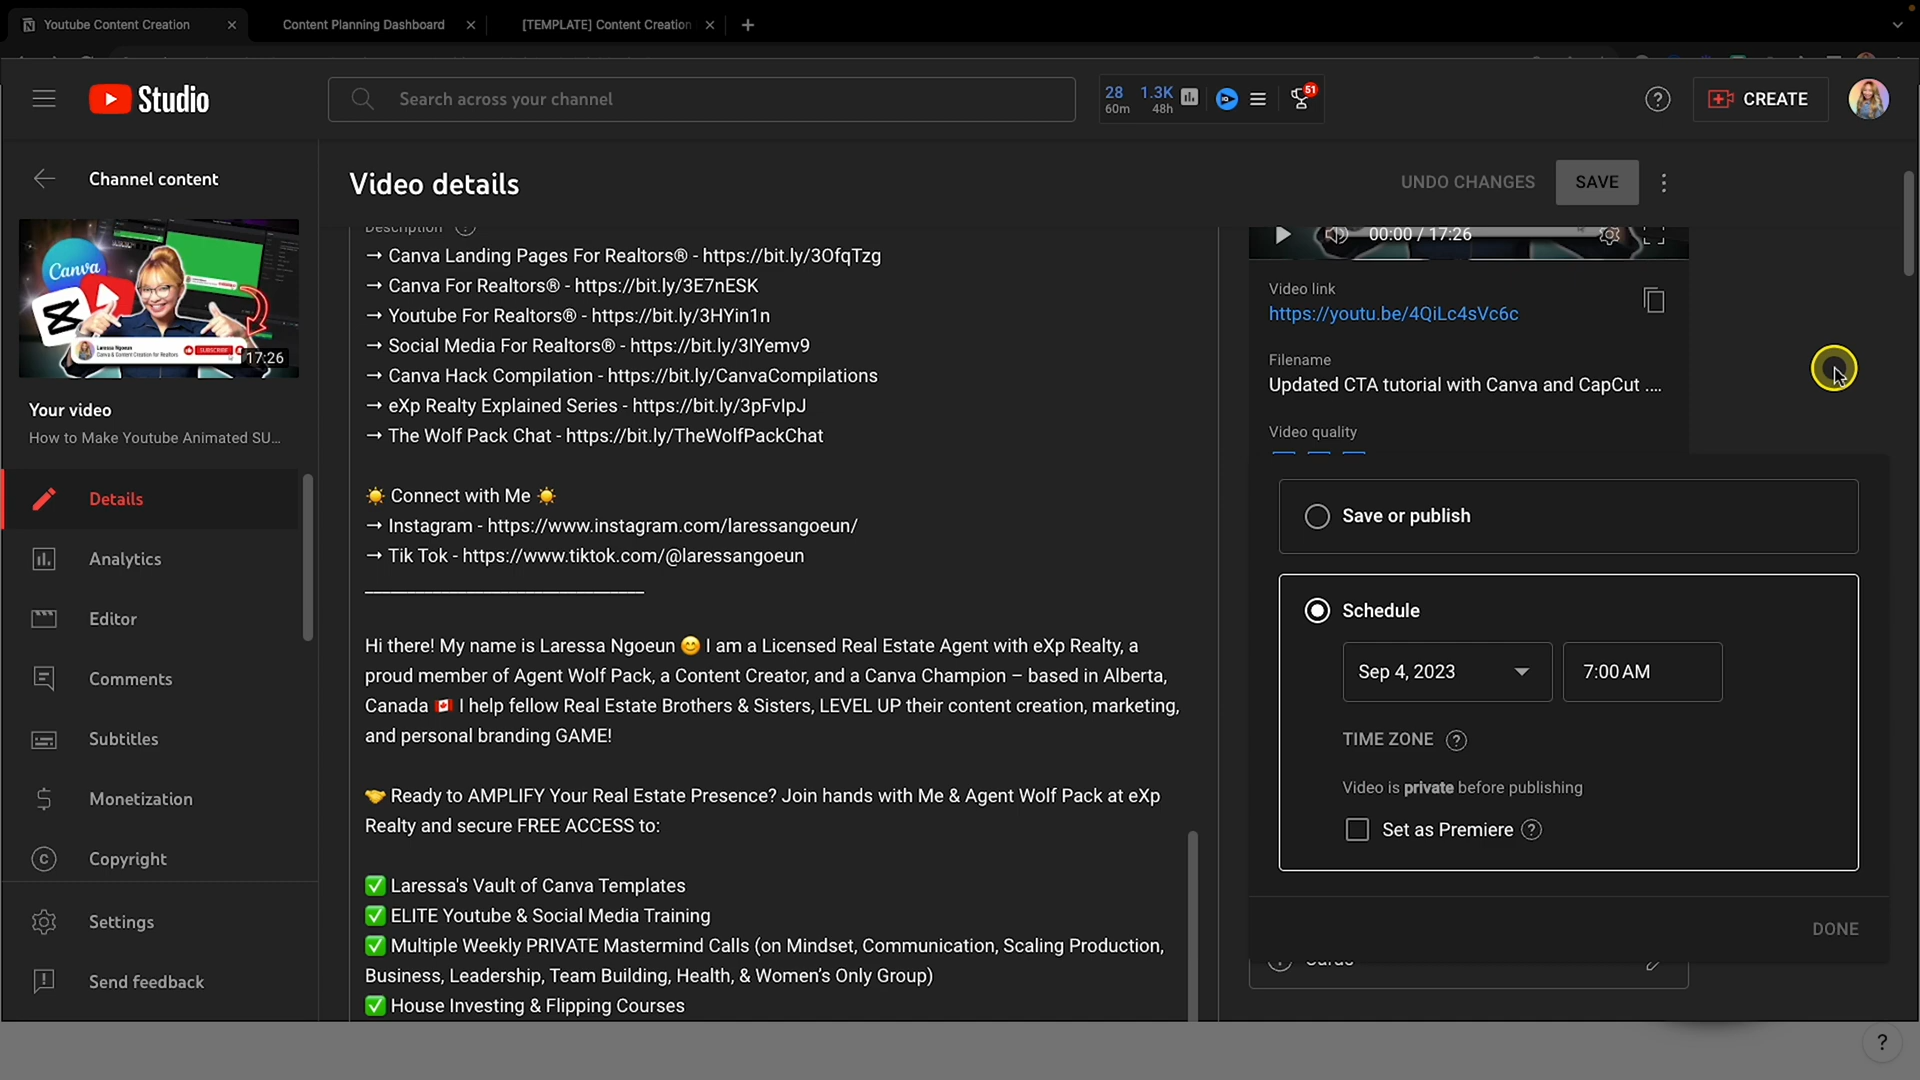 Youtube Content Creation
Content Planning Dashboard
[TEMPLATE] Content Creation
Studio
Search across your channel
28
60m
1.3K
48h
51
CREATE
Channel content
Canva
Laressa Ngoeun
Canva & Content Creation for Realtors
SUBSCRIBE
17:26
Your video
How to Make Youtube Animated SU...
Details
Analytics
Editor
Comments
Subtitles
Monetization
Copyright
Settings
Send feedback
Video details
UNDO CHANGES
SAVE
Description
→ Canva Landing Pages For Realtors® - https://bit.ly/3OfqTzg
→ Canva For Realtors® - https://bit.ly/3E7nESK
→ Youtube For Realtors® - https://bit.ly/3HYin1n
→ Social Media For Realtors® - https://bit.ly/3IYemv9
→ Canva Hack Compilation - https://bit.ly/CanvaCompilations
→ eXp Realty Explained Series - https://bit.ly/3pFvIpJ
→ The Wolf Pack Chat - https://bit.ly/TheWolfPackChat
☀️ Connect with Me ☀️
→ Instagram - https://www.instagram.com/laressangoeun/
→ Tik Tok - https://www.tiktok.com/@laressangoeun
_______________________________
Hi there! My name is Laressa Ngoeun 😊 I am a Licensed Real Estate Agent with eXp Realty, a
proud member of Agent Wolf Pack, a Content Creator, and a Canva Champion – based in Alberta,
Canada 🇨🇦 I help fellow Real Estate Brothers & Sisters, LEVEL UP their content creation, marketing,
and personal branding GAME!
🤝 Ready to AMPLIFY Your Real Estate Presence? Join hands with Me & Agent Wolf Pack at eXp
Realty and secure FREE ACCESS to:
✅ Laressa's Vault of Canva Templates
✅ ELITE Youtube & Social Media Training
✅ Multiple Weekly PRIVATE Mastermind Calls (on Mindset, Communication, Scaling Production,
Business, Leadership, Team Building, Health, & Women's Only Group)
✅ House Investing & Flipping Courses
00:00 / 17:26
Video link
https://youtu.be/4QiLc4sVc6c
Filename
Updated CTA tutorial with Canva and CapCut ....
Video quality
Save or publish
Schedule
Sep 4, 2023
7:00 AM
TIME ZONE
Video is private before publishing
Set as Premiere
DONE
Cards